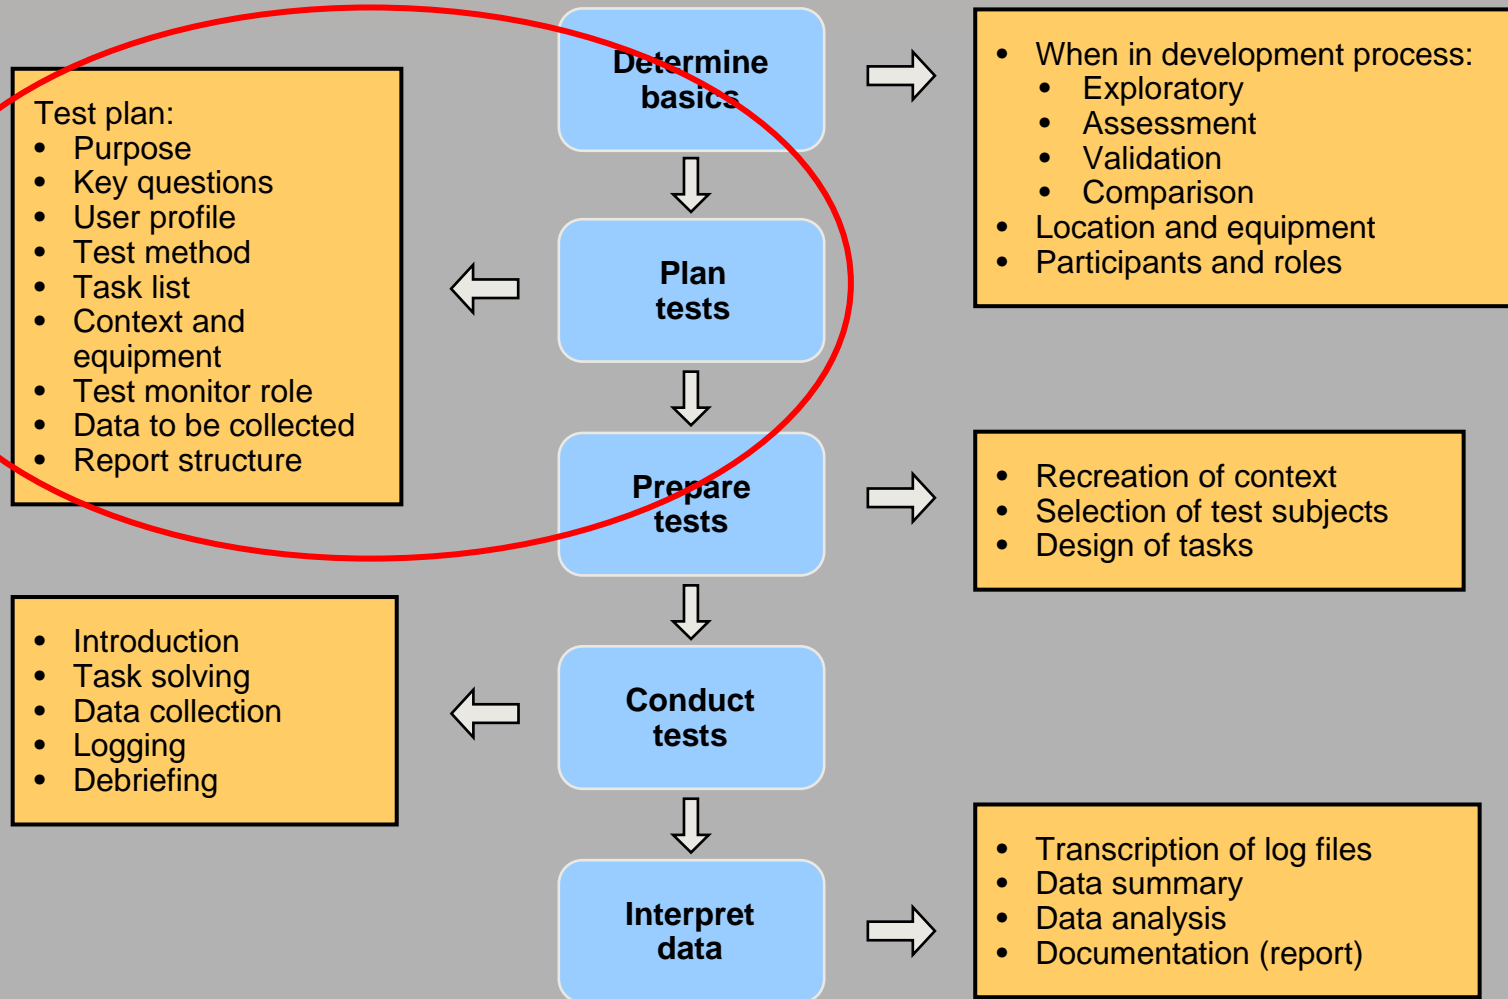 Determine
basics
• When in development process:
• Exploratory
• Assessment
• Validation
• Comparison
• Location and equipment
• Participants and roles
Test plan:
• Purpose
• Key questions
• User profile
• Test method
• Task list
• Context and
equipment
• Test monitor role
• Data to be collected
• Report structure
Plan
tests
Prepare
tests
• Recreation of context
• Selection of test subjects
• Design of tasks
• Introduction
• Task solving
• Data collection
• Logging
• Debriefing
Conduct
tests
Interpret
data
• Transcription of log files
• Data summary
• Data analysis
• Documentation (report)